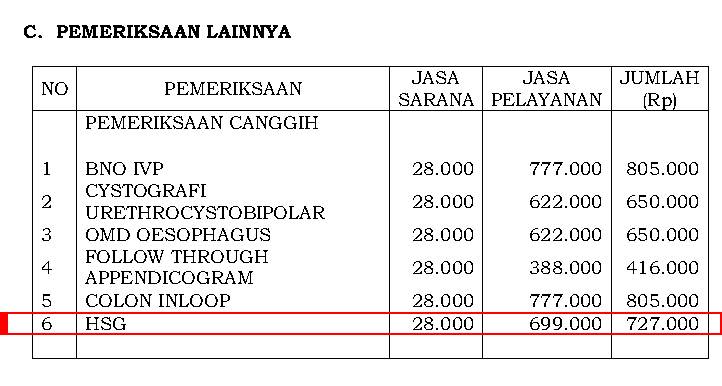 C. PEMERIKSAAN LAINNYA
NO PEMERIKSAAN JASA SARANA JASA PELAYANAN JUMLAH (Rp)
PEMERIKSAAN CANGGIH
1 BNO IVP 28.000 777.000 805.000
2 CYSTOGRAFI URETHROCYSTOBIPOLAR 28.000 622.000 650.000
3 OMD OESOPHAGUS 28.000 622.000 650.000
4 FOLLOW THROUGH APPENDICOGRAM 28.000 388.000 416.000
5 COLON INLOOP 28.000 777.000 805.000
6 HSG 28.000 699.000 727.000